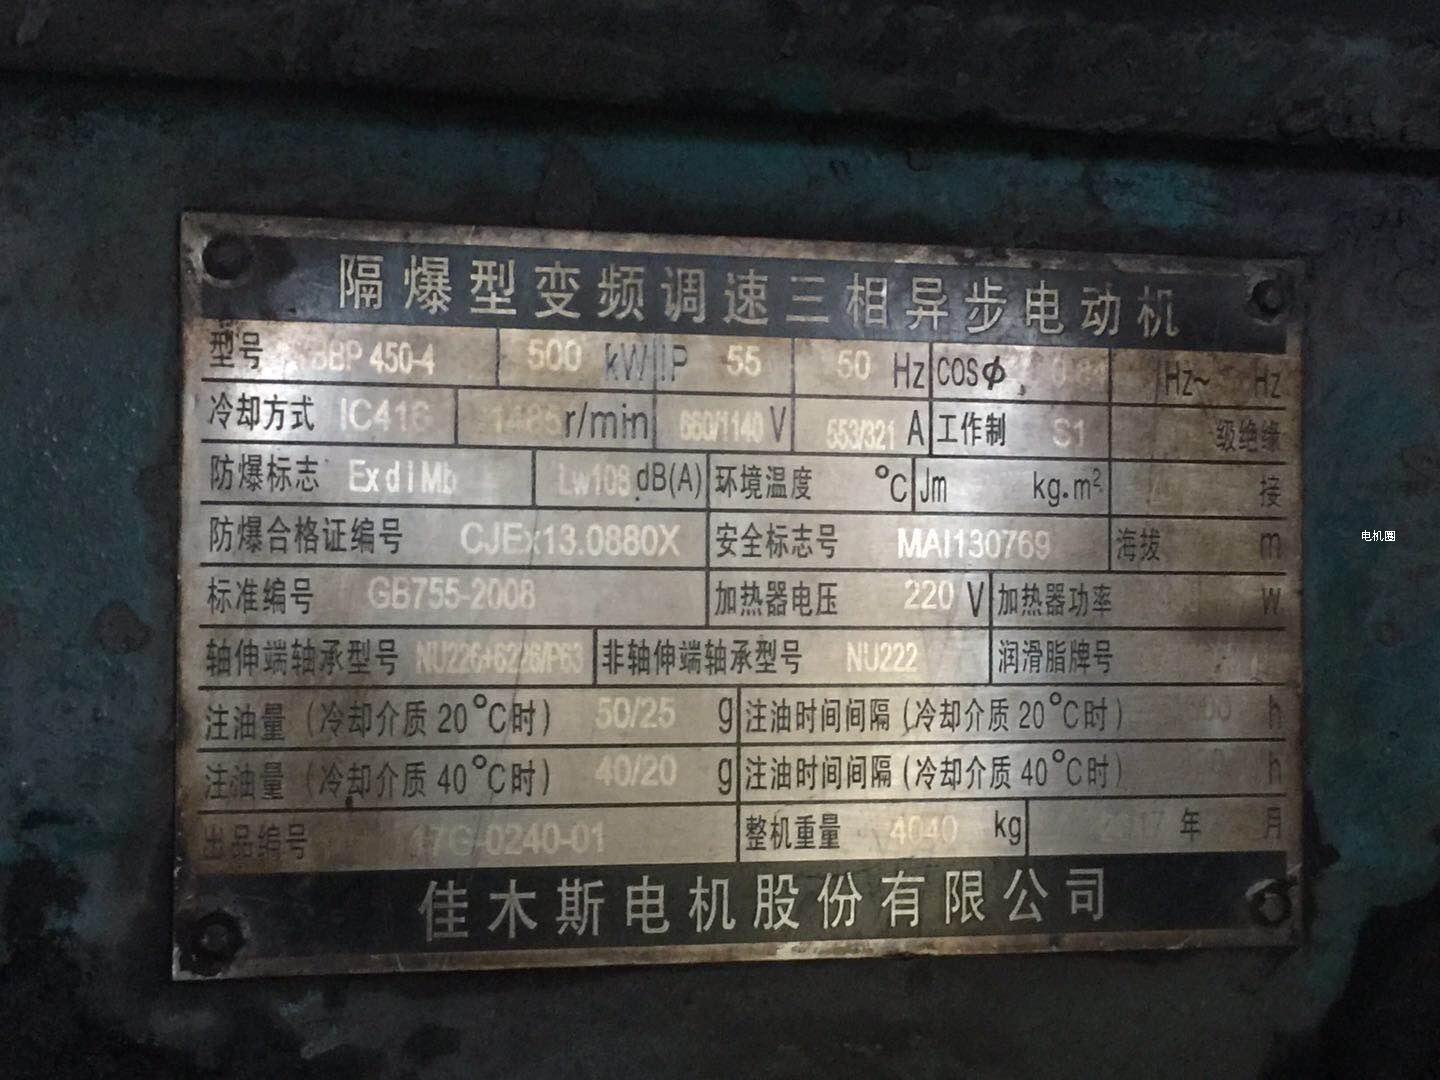 隔爆型变频调速三相异步电动机
型号 BBP 450-4 500 kW IP 55 50 Hz COSφ Hz~ Hz
冷却方式 IC416 1485 r/min 660/1140 V 553/321 A 工作制 S1 级绝缘
防爆标志 Ex d I Mb Lw108 dB(A) 环境温度 ℃ Jm kg.m² 接
防爆合格证编号 CJEx13.0880X 安全标志号 MAI130769 海拔 m
标准编号 GB755-2008 加热器电压 220 V 加热器功率 W
轴伸端轴承型号 NU226+6226/P63 非轴伸端轴承型号 NU222 润滑脂牌号
注油量 (冷却介质 20℃时) 50/25 g 注油时间间隔 (冷却介质 20℃时) h
注油量 (冷却介质 40℃时) 40/20 g 注油时间间隔 (冷却介质 40℃时) h
出品编号 17G-0240-01 整机重量 4040 kg 2017 年 月
佳木斯电机股份有限公司
电机圈